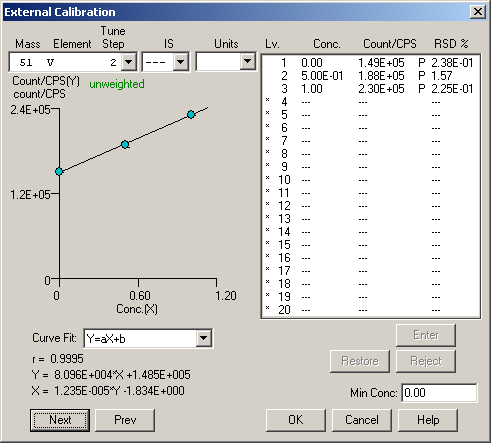 External Calibration
Mass Element Tune Step IS Units
51 V 2 ---
Lv. Conc. Count/CPS RSD %
1 0.00 1.49E+05 P 2.38E-01
2 5.00E-01 1.88E+05 P 1.57
3 1.00 2.30E+05 P 2.25E-01
* 4 --- --- ---
* 5 --- --- ---
* 6 --- --- ---
* 7 --- --- ---
* 8 --- --- ---
* 9 --- --- ---
* 10 --- --- ---
* 11 --- --- ---
* 12 --- --- ---
* 13 --- --- ---
* 14 --- --- ---
* 15 --- --- ---
* 16 --- --- ---
* 17 --- --- ---
* 18 --- --- ---
* 19 --- --- ---
* 20 --- --- ---
Count/CPS(Y) unweighted
count/CPS
2.4E+05
1.2E+05
0
0 0.60 1.20
Conc.(X)
Curve Fit: Y=aX+b
r = 0.9995
Y = 8.096E+004*X +1.485E+005
X = 1.235E-005*Y -1.834E+000
Enter
Restore Reject
Min Conc: 0.00
Next Prev OK Cancel Help